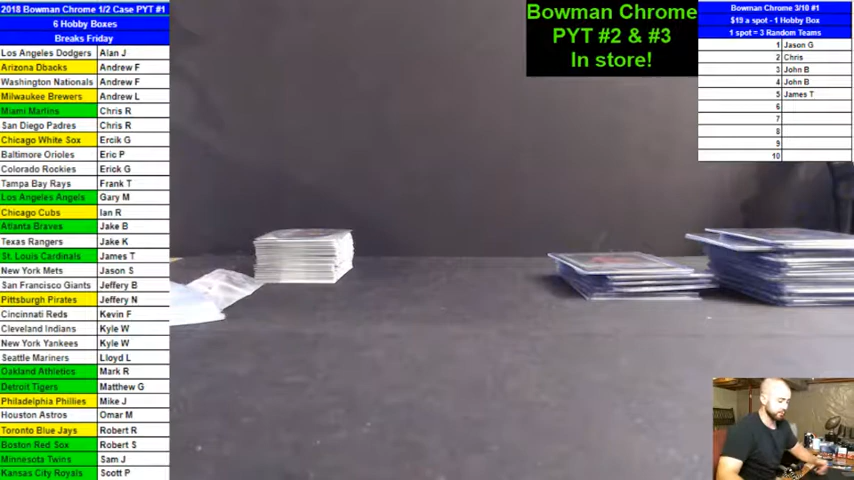 2018 Bowman Chrome 1/2 Case PYT #1
6 Hobby Boxes
Breaks Friday
Los Angeles Dodgers Alan J
Arizona Dbacks Andrew F
Washington Nationals Andrew F
Milwaukee Brewers Andrew L
Miami Marlins Chris R
San Diego Padres Chris R
Chicago White Sox Ercik G
Baltimore Orioles Eric P
Colorado Rockies Erick G
Tampa Bay Rays Frank T
Los Angeles Angels Gary M
Chicago Cubs Ian R
Atlanta Braves Jake B
Texas Rangers Jake K
St. Louis Cardinals James T
New York Mets Jason S
San Francisco Giants Jeffery B
Pittsburgh Pirates Jeffery N
Cincinnati Reds Kevin F
Cleveland Indians Kyle W
New York Yankees Kyle W
Seattle Mariners Lloyd L
Oakland Athletics Mark R
Detroit Tigers Matthew G
Philadelphia Phillies Mike J
Houston Astros Omar M
Toronto Blue Jays Robert R
Boston Red Sox Robert S
Minnesota Twins Sam J
Kansas City Royals Scott P
Bowman Chrome
PYT #2 & #3
In store!
Bowman Chrome 3/10 #1
$19 a spot - 1 Hobby Box
1 spot = 3 Random Teams
1 Jason G
2 Chris
3 John B
4 John B
5 James T
6
7
8
9
10